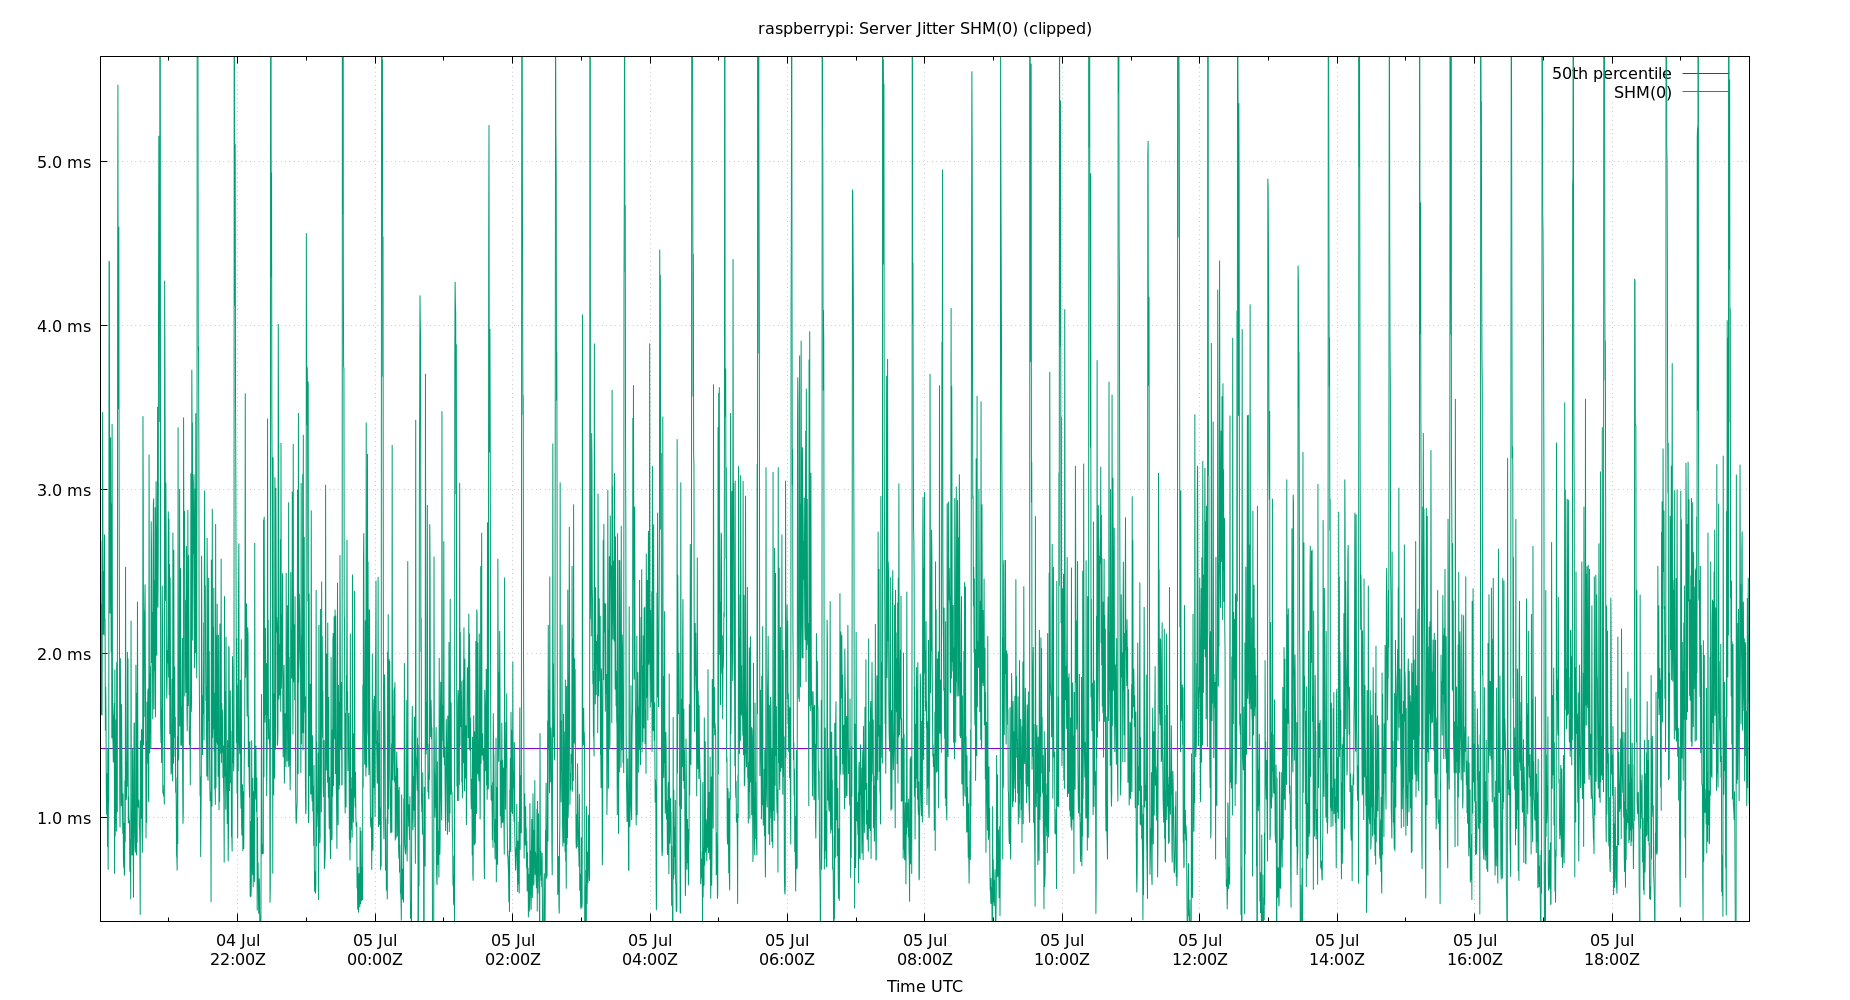 raspberrypi: Server Jitter SHM(0) (clipped)
50th percentile
SHM(0)
5.0 ms
4.0 ms
3.0 ms
2.0 ms
1.0 ms
04 Jul 05 Jul 05 Jul 05 Jul 05 Jul 05 Jul 05 Jul 05 Jul 05 Jul 05 Jul 05 Jul
22:00Z 00:00Z 02:00Z 04:00Z 06:00Z 08:00Z 10:00Z 12:00Z 14:00Z 16:00Z 18:00Z
Time UTC